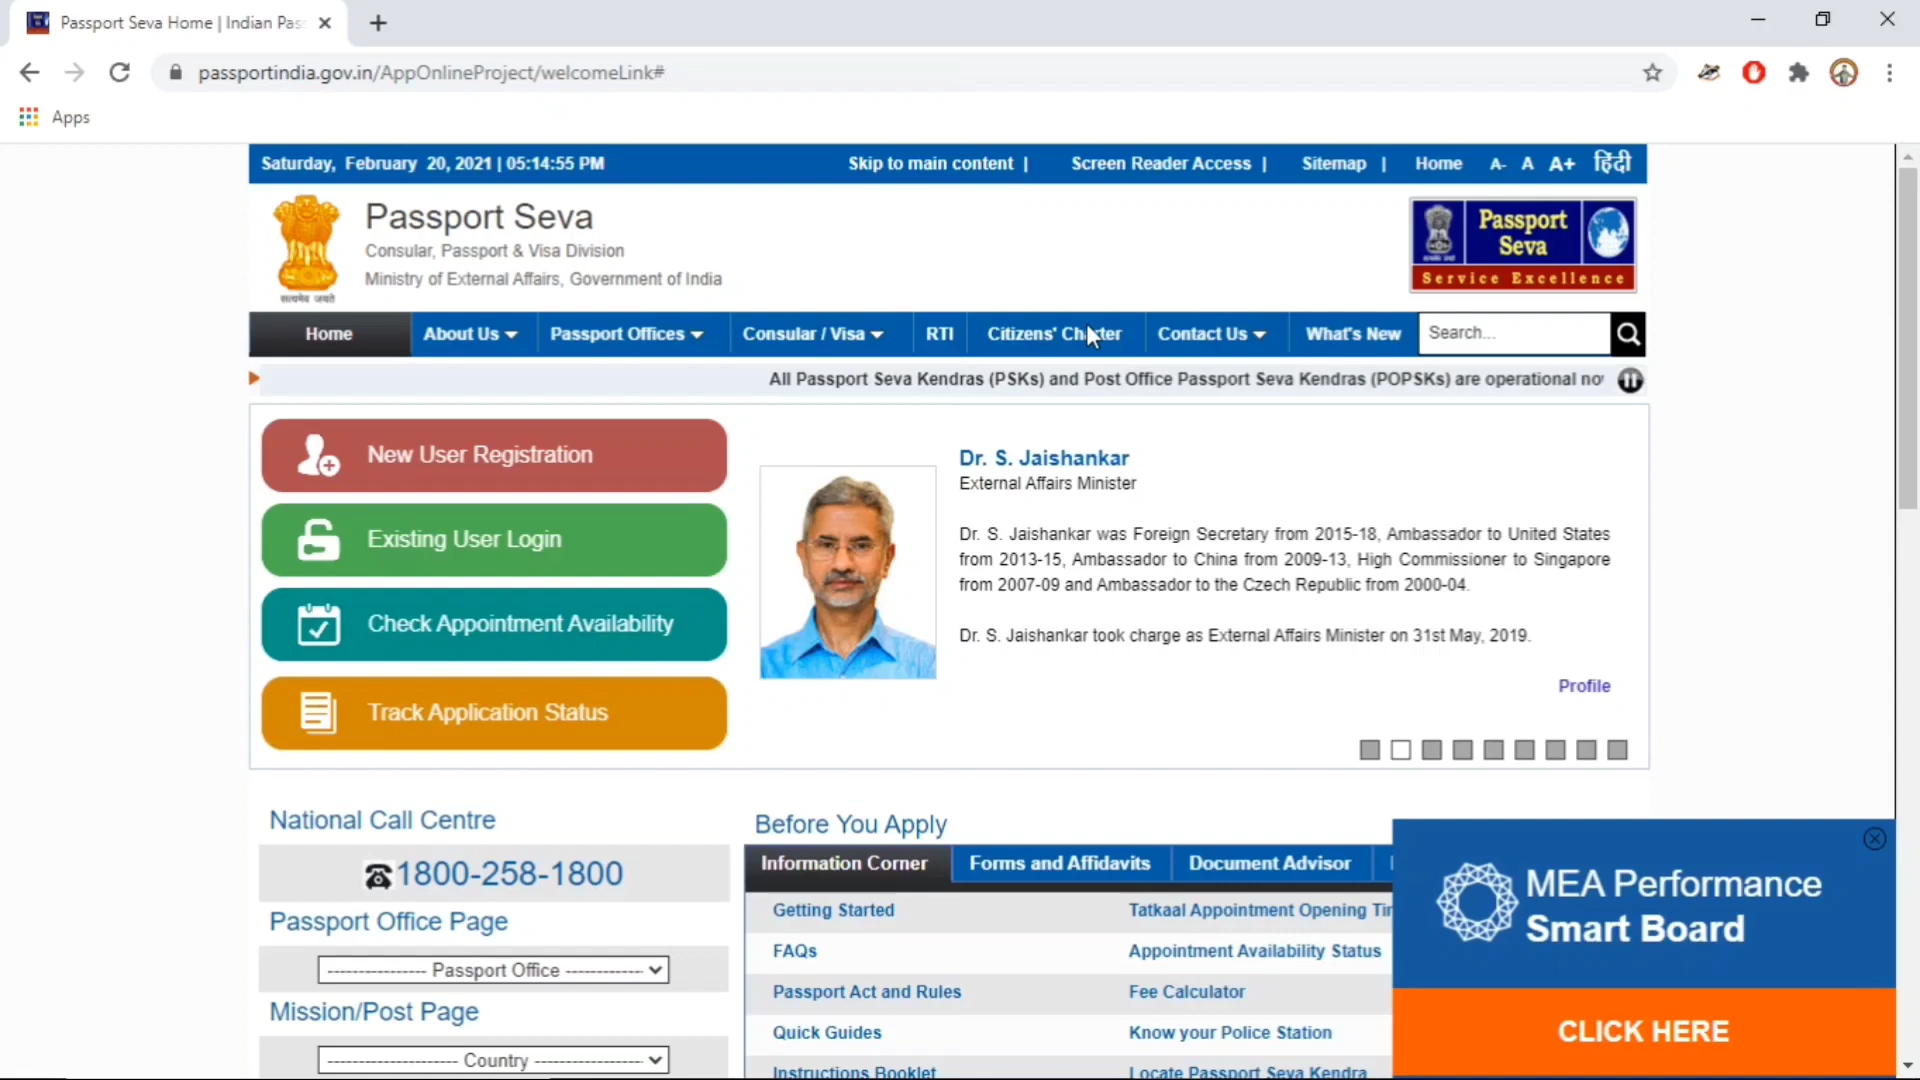 Passport Seva Home | Indian Pas
passportindia.gov.in/AppOnlineProject/welcomeLink#
Apps
Saturday, February 20, 2021 | 05:14:55 PM
Skip to main content | Screen Reader Access | Sitemap | Home A- A A+ हिंदी
Passport Seva
Consular, Passport & Visa Division
Ministry of External Affairs, Government of India
सत्यमेव जयते
Passport
Seva
Service Excellence
Home About Us Passport Offices Consular / Visa RTI Citizens' Charter Contact Us What's New Search...
All Passport Seva Kendras (PSKs) and Post Office Passport Seva Kendras (POPSKs) are operational no
New User Registration
Existing User Login
Check Appointment Availability
Track Application Status
Dr. S. Jaishankar
External Affairs Minister
Dr. S. Jaishankar was Foreign Secretary from 2015-18, Ambassador to United States
from 2013-15, Ambassador to China from 2009-13, High Commissioner to Singapore
from 2007-09 and Ambassador to the Czech Republic from 2000-04.
Dr. S. Jaishankar took charge as External Affairs Minister on 31st May, 2019.
Profile
National Call Centre
1800-258-1800
Passport Office Page
---------------- Passport Office ------------
Mission/Post Page
--------------------- Country -----------------
Before You Apply
Information Corner Forms and Affidavits Document Advisor
Getting Started Tatkaal Appointment Opening Ti
FAQs Appointment Availability Status
Passport Act and Rules Fee Calculator
Quick Guides Know your Police Station
Instructions Booklet Locate Passport Seva Kendra
MEA Performance
Smart Board
CLICK HERE